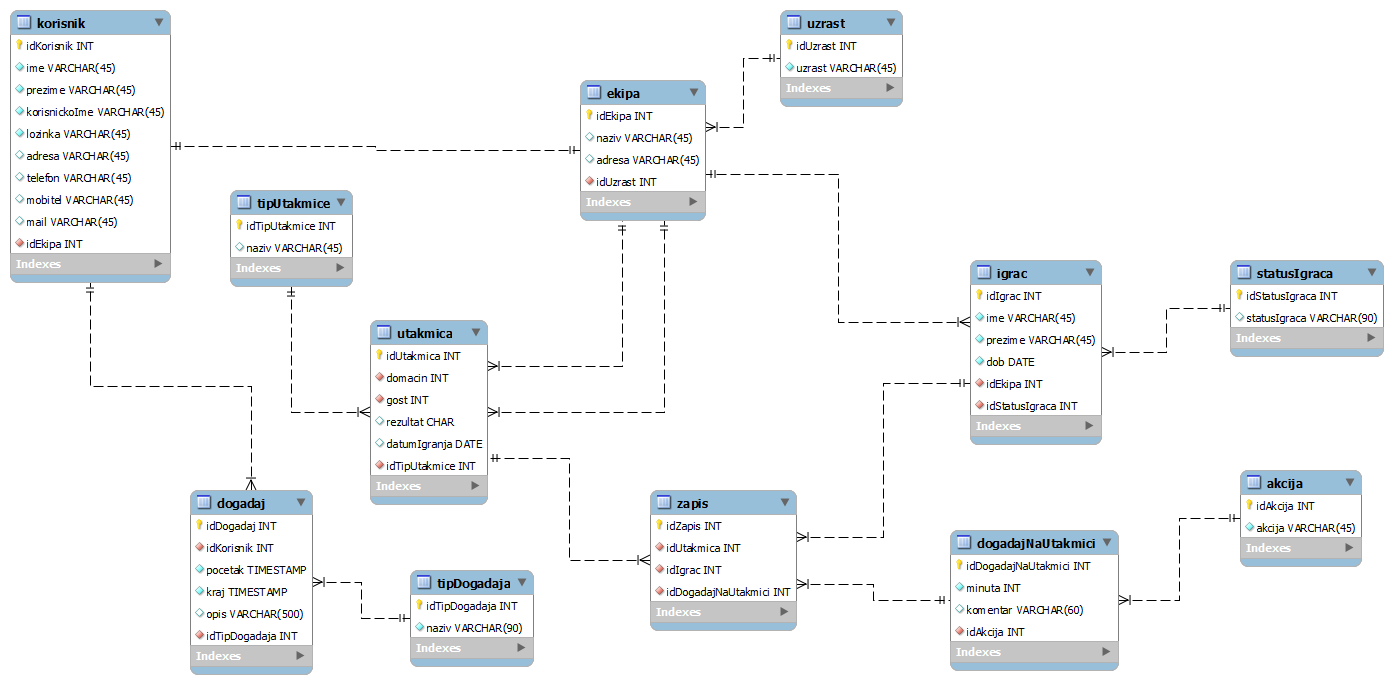 korisnik
idKorisnik INT
ime VARCHAR(45)
prezime VARCHAR(45)
korisnickoIme VARCHAR(45)
lozinka VARCHAR(45)
adresa VARCHAR(45)
telefon VARCHAR(45)
mobitel VARCHAR(45)
mail VARCHAR(45)
idEkipa INT
Indexes
uzrast
idUzrast INT
uzrast VARCHAR(45)
Indexes
ekipa
idEkipa INT
naziv VARCHAR(45)
adresa VARCHAR(45)
idUzrast INT
Indexes
tipUtakmice
idTipUtakmice INT
naziv VARCHAR(45)
Indexes
utakmica
idUtakmica INT
domacin INT
gost INT
rezultat CHAR
datumIgranja DATE
idTipUtakmice INT
Indexes
igrac
idIgrac INT
ime VARCHAR(45)
prezime VARCHAR(45)
dob DATE
idEkipa INT
idStatusIgraca INT
Indexes
statusIgraca
idStatusIgraca INT
statusIgraca VARCHAR(90)
Indexes
dogadaj
idDogadaj INT
idKorisnik INT
pocetak TIMESTAMP
kraj TIMESTAMP
opis VARCHAR(500)
idTipDogadaja INT
Indexes
tipDogadaja
idTipDogadaja INT
naziv VARCHAR(90)
Indexes
zapis
idZapis INT
idUtakmica INT
idIgrac INT
idDogadajNaUtakmici INT
Indexes
dogadajNaUtakmici
idDogadajNaUtakmici INT
minuta INT
komentar VARCHAR(60)
idAkcija INT
Indexes
akcija
idAkcija INT
akcija VARCHAR(45)
Indexes